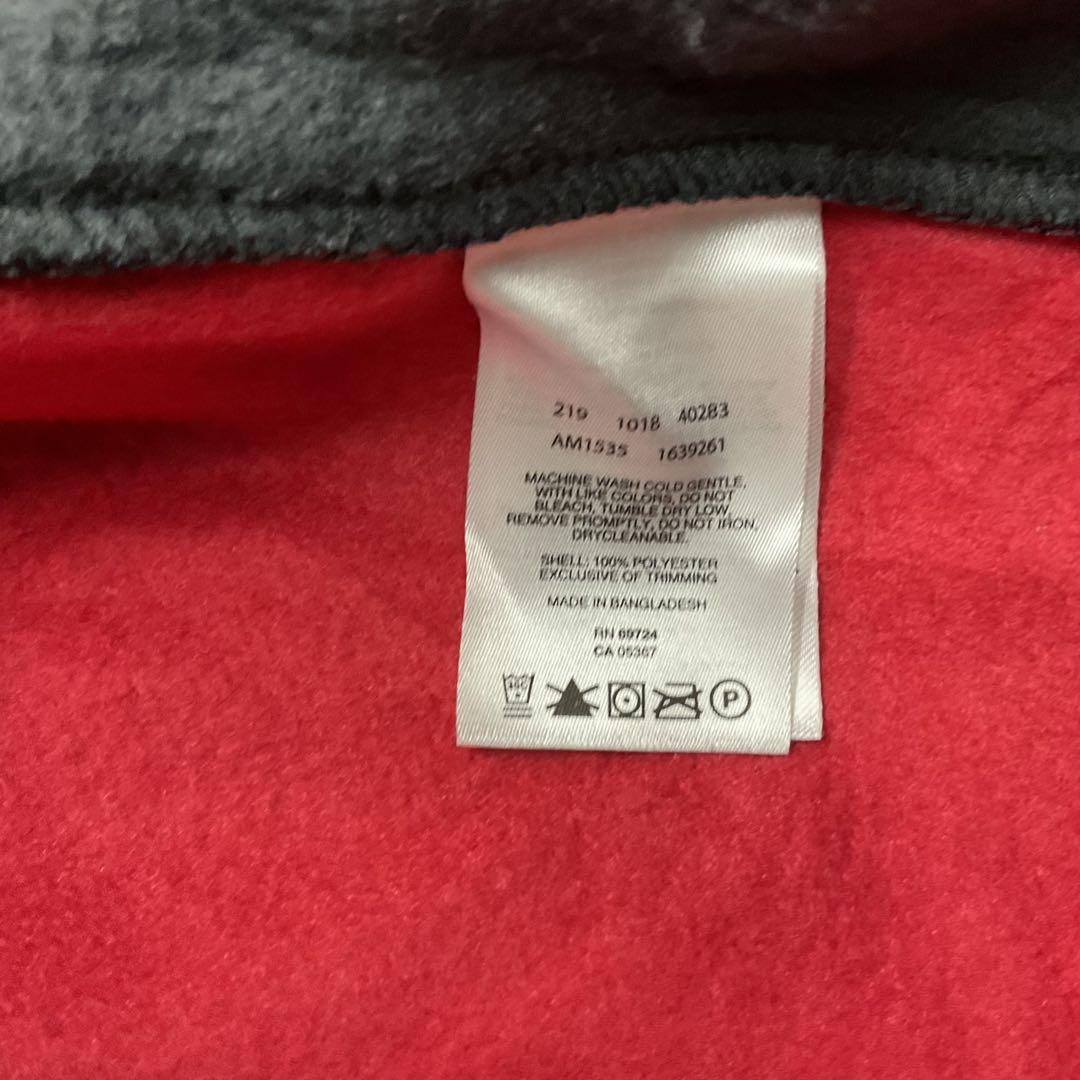 219 1018 40283
AM1535 1639261
MACHINE WASH COLD GENTLE,
WITH LIKE COLORS, DO NOT
BLEACH, TUMBLE DRY LOW,
REMOVE PROMPTLY, DO NOT IRON,
DRYCLEANABLE.
SHELL: 100% POLYESTER
EXCLUSIVE OF TRIMMING
MADE IN BANGLADESH
RN 69724
CA 05367
P